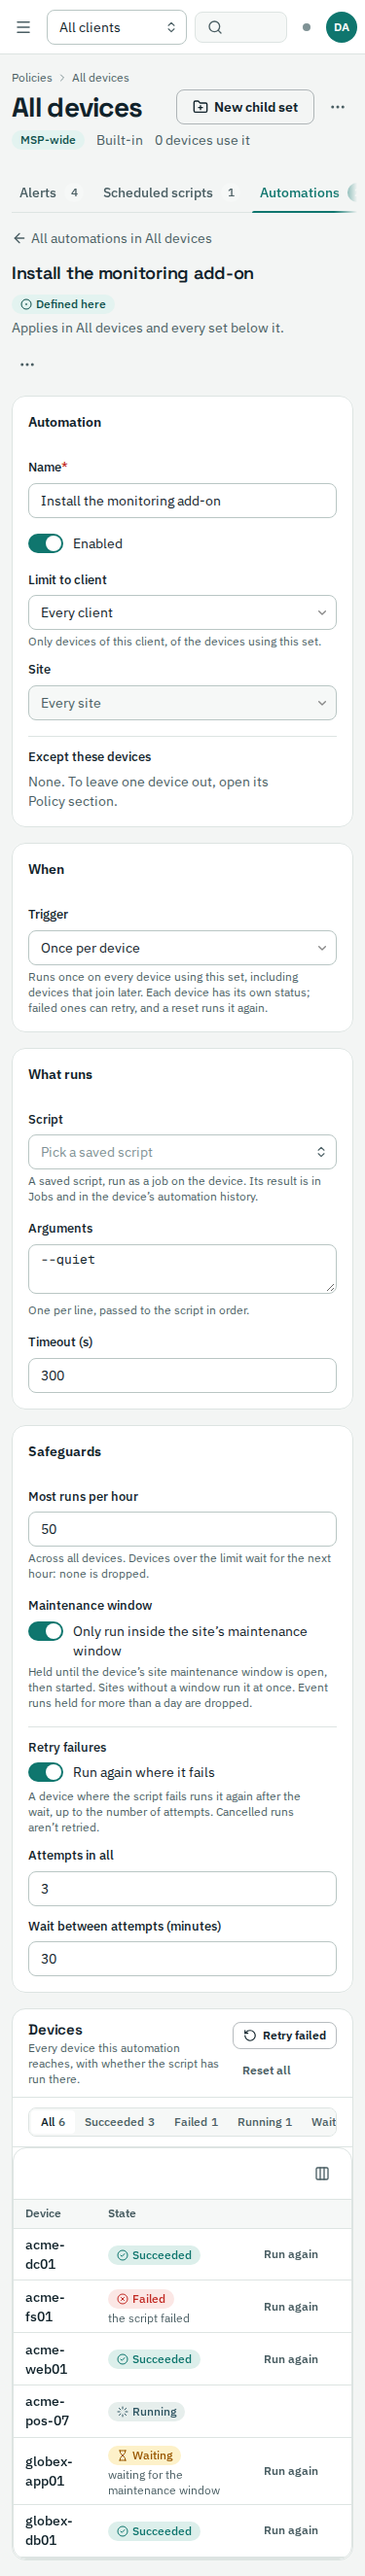 All clients
DA
Policies > All devices
All devices
New child set
MSP-wide Built-in 0 devices use it
Alerts 4 Scheduled scripts 1 Automations
← All automations in All devices
Install the monitoring add-on
Defined here
Applies in All devices and every set below it.
Automation
Name*
Install the monitoring add-on
Enabled
Limit to client
Every client
Only devices of this client, of the devices using this set.
Site
Every site
Except these devices
None. To leave one device out, open its
Policy section.
When
Trigger
Once per device
Runs once on every device using this set, including
devices that join later. Each device has its own status;
failed ones can retry, and a reset runs it again.
What runs
Script
Pick a saved script
A saved script, run as a job on the device. Its result is in
Jobs and in the device’s automation history.
Arguments
--quiet
One per line, passed to the script in order.
Timeout (s)
300
Safeguards
Most runs per hour
50
Across all devices. Devices over the limit wait for the next
hour: none is dropped.
Maintenance window
Only run inside the site’s maintenance
window
Held until the device’s site maintenance window is open,
then started. Sites without a window run it at once. Event
runs held for more than a day are dropped.
Retry failures
Run again where it fails
A device where the script fails runs it again after the
wait, up to the number of attempts. Cancelled runs
aren’t retried.
Attempts in all
3
Wait between attempts (minutes)
30
Devices
Retry failed
Every device this automation
reaches, with whether the script has
run there.
Reset all
All 6 Succeeded 3 Failed 1 Running 1 Wait
Device State
acme-
dc01
Succeeded
Run again
acme-
fs01
Failed
the script failed
Run again
acme-
web01
Succeeded
Run again
acme-
pos-07
Running
globex-
app01
Waiting
waiting for the
maintenance window
Run again
globex-
db01
Succeeded
Run again